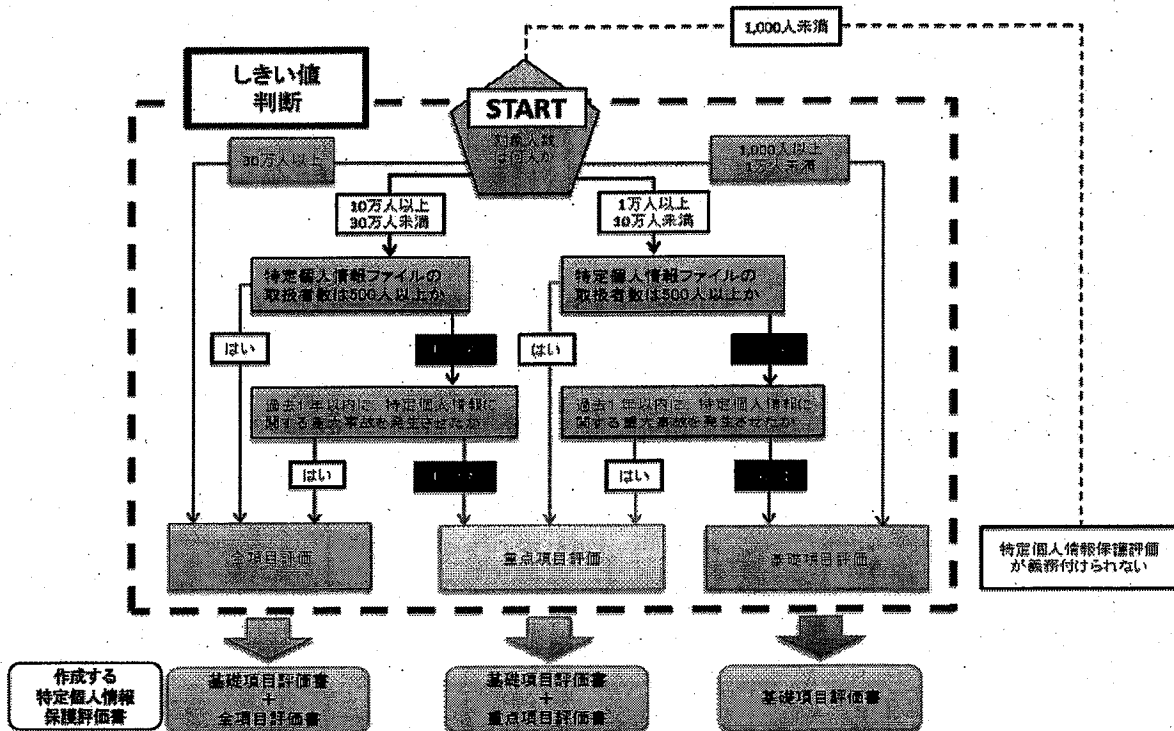 1,000人未満
しきい値
判断
START
対象人数
は何人か
30万人以上
1,000人以上
1万人未満
10万人以上
30万人未満
1万人以上
10万人未満
特定個人情報ファイルの
取扱者数は500人以上か
特定個人情報ファイルの
取扱者数は500人以上か
はい
はい
過去1年以内に、特定個人情報に
関する重大事故を発生させたか
過去1年以内に、特定個人情報に
関する重大事故を発生させたか
はい
はい
全項目評価
重点項目評価
基礎項目評価
特定個人情報保護評価
が義務付けられない
作成する
特定個人情報
保護評価書
基礎項目評価書
+
全項目評価書
基礎項目評価書
+
重点項目評価書
基礎項目評価書